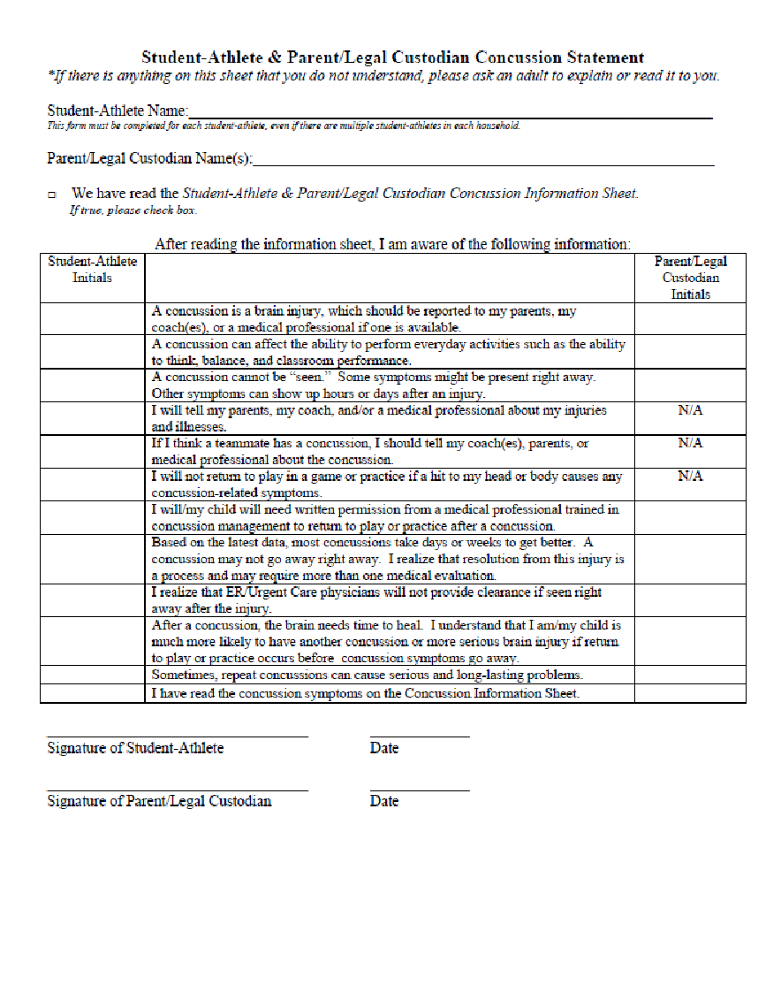 Student-Athlete & Parent/Legal Custodian Concussion Statement
*If there is anything on this sheet that you do not understand, please ask an adult to explain or read it to you.
Student-Athlete Name:
This form must be completed for each student-athlete, even if there are multiple student-athletes in each household.
Parent/Legal Custodian Name(s):
We have read the Student-Athlete & Parent/Legal Custodian Concussion Information Sheet.
If true, please check box.
After reading the information sheet, I am aware of the following information:
Student-Athlete
Initials
Parent/Legal
Custodian
Initials
A concussion is a brain injury, which should be reported to my parents, my
coach(es), or a medical professional if one is available.
A concussion can affect the ability to perform everyday activities such as the ability
to think, balance, and classroom performance.
A concussion cannot be “seen.” Some symptoms might be present right away.
Other symptoms can show up hours or days after an injury.
I will tell my parents, my coach, and/or a medical professional about my injuries
and illnesses.
N/A
If I think a teammate has a concussion, I should tell my coach(es), parents, or
medical professional about the concussion.
N/A
I will not return to play in a game or practice if a hit to my head or body causes any
concussion-related symptoms.
N/A
I will/my child will need written permission from a medical professional trained in
concussion management to return to play or practice after a concussion.
Based on the latest data, most concussions take days or weeks to get better. A
concussion may not go away right away. I realize that resolution from this injury is
a process and may require more than one medical evaluation.
I realize that ER/Urgent Care physicians will not provide clearance if seen right
away after the injury.
After a concussion, the brain needs time to heal. I understand that I am/my child is
much more likely to have another concussion or more serious brain injury if return
to play or practice occurs before concussion symptoms go away.
Sometimes, repeat concussions can cause serious and long-lasting problems.
I have read the concussion symptoms on the Concussion Information Sheet.
Signature of Student-Athlete
Date
Signature of Parent/Legal Custodian
Date